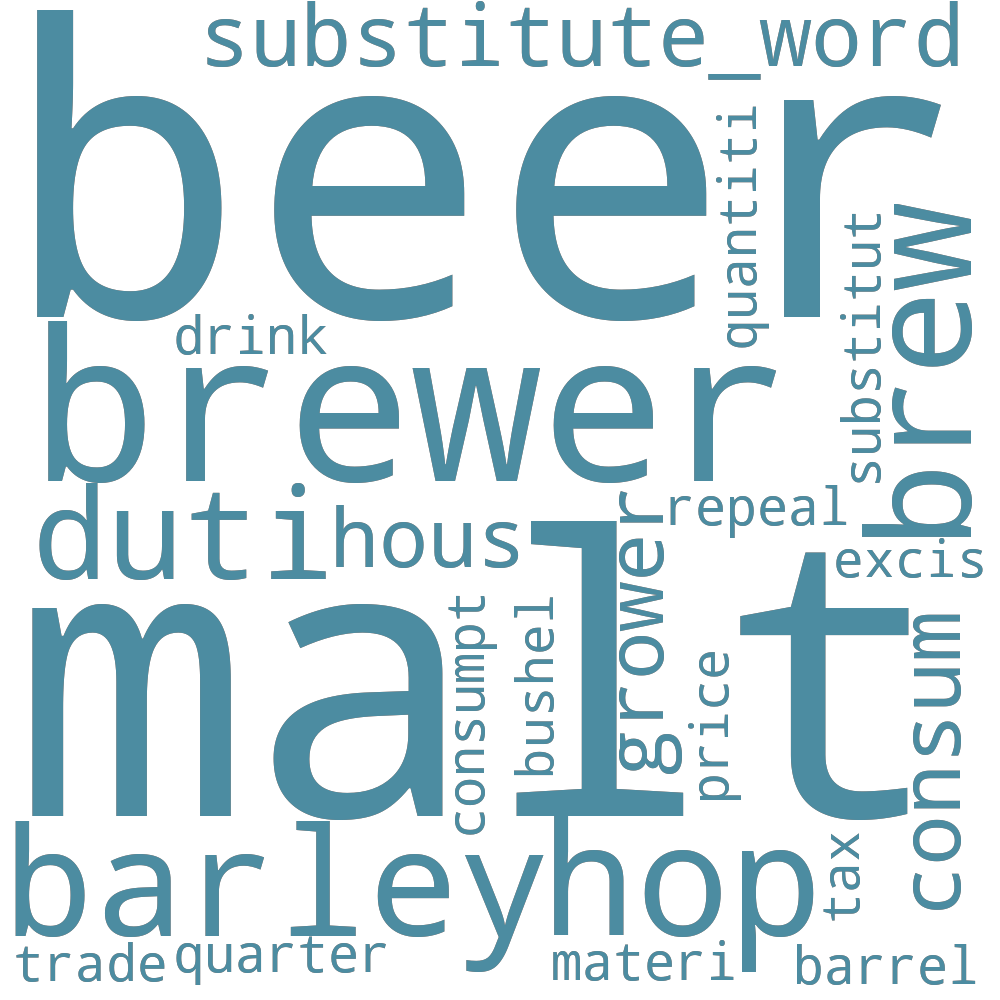 substitute_word
beer
quantiti
substitut
brew
drink
brewer
duti
hous
grower
repeal
excis
malt
consumpt
bushel
price
consum
barley
hop
tax
trade
quarter
materi
barrel